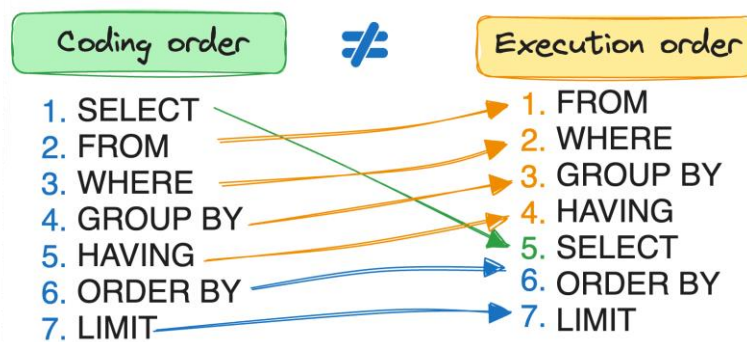 Coding order
≠
Execution order
1. SELECT
2. FROM
3. WHERE
4. GROUP BY
5. HAVING
6. ORDER BY
7. LIMIT
1. FROM
2. WHERE
3. GROUP BY
4. HAVING
5. SELECT
6. ORDER BY
7. LIMIT